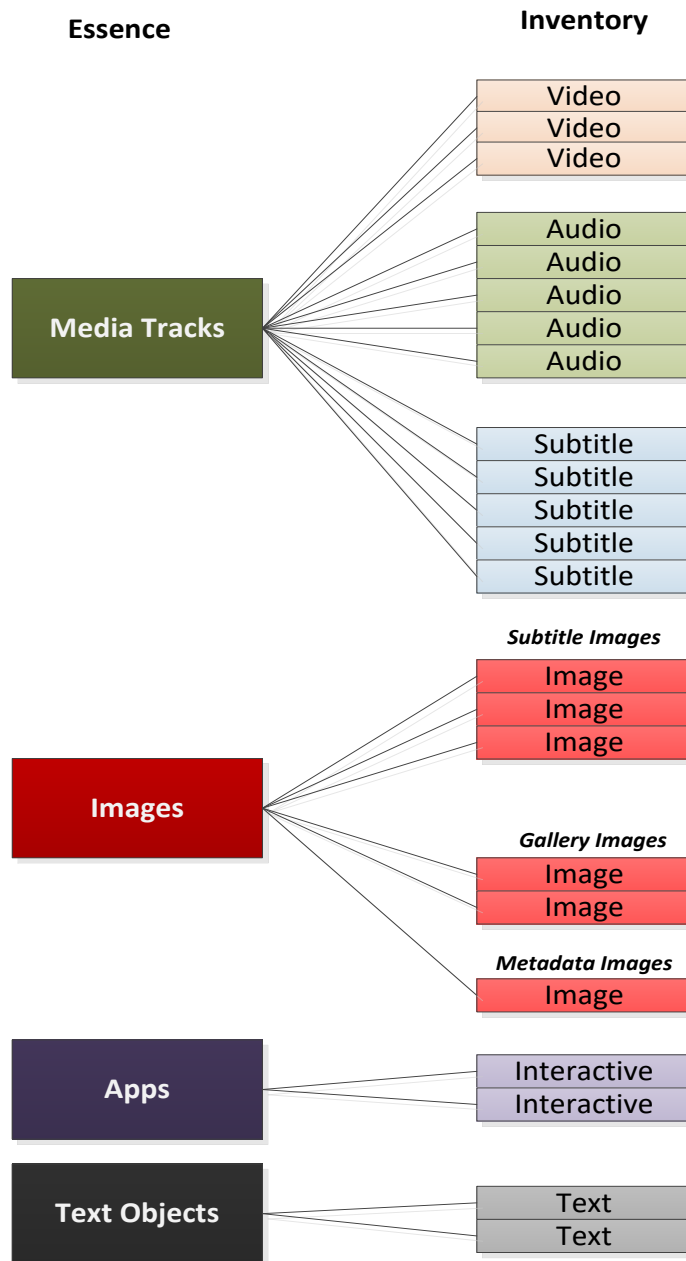 Essence
Inventory
Video
Video
Video
Audio
Audio
Audio
Audio
Audio
Media Tracks
Subtitle
Subtitle
Subtitle
Subtitle
Subtitle
Subtitle Images
Image
Image
Image
Images
Gallery Images
Image
Image
Metadata Images
Image
Apps
Interactive
Interactive
Text Objects
Text
Text